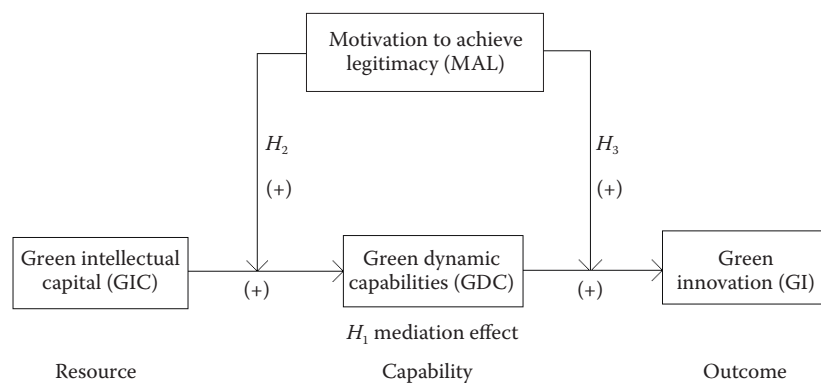 Motivation to achieve
legitimacy (MAL)
H₂
(+)
H₃
(+)
Green intellectual
capital (GIC)
(+)
Green dynamic
capabilities (GDC)
(+)
Green
innovation (GI)
H₁ mediation effect
Resource
Capability
Outcome